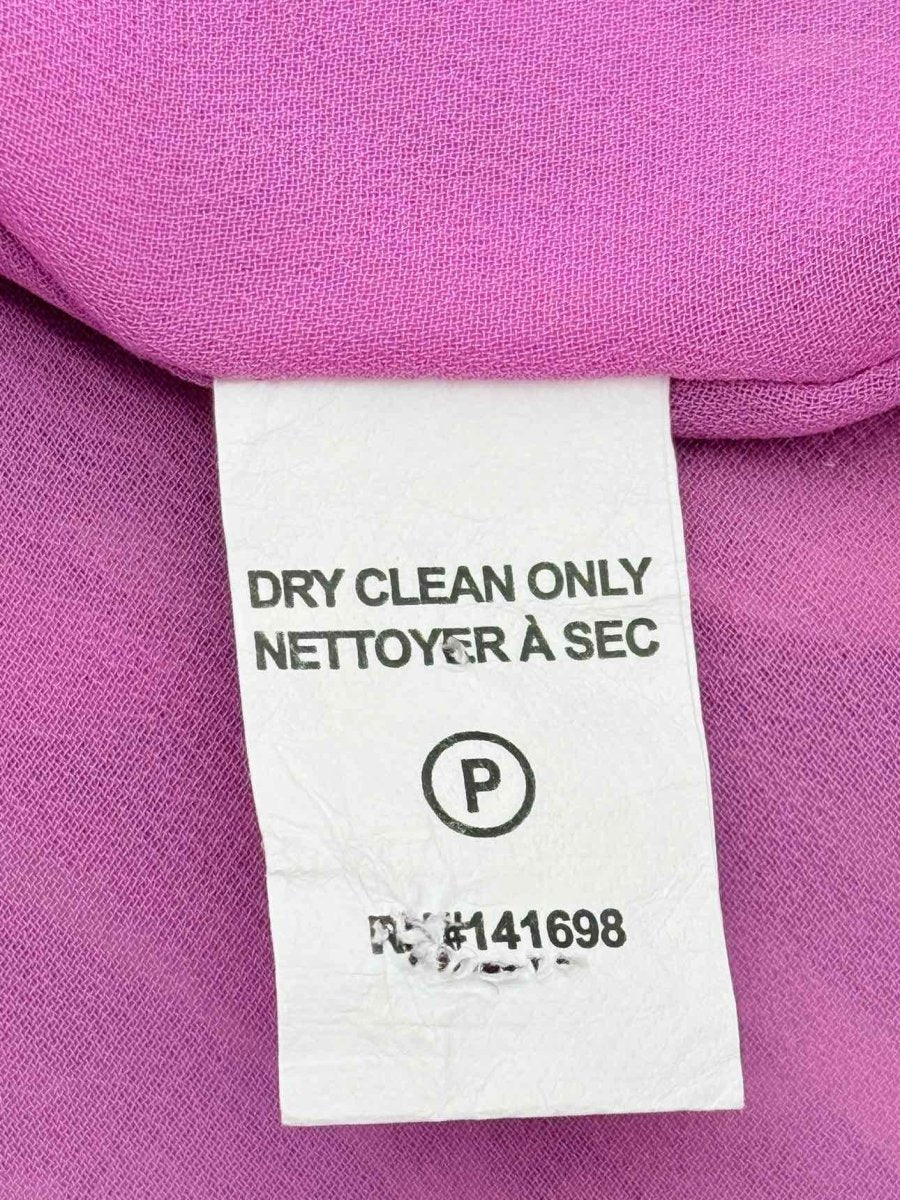 DRY CLEAN ONLY
NETTOYER À SEC
P
#141698